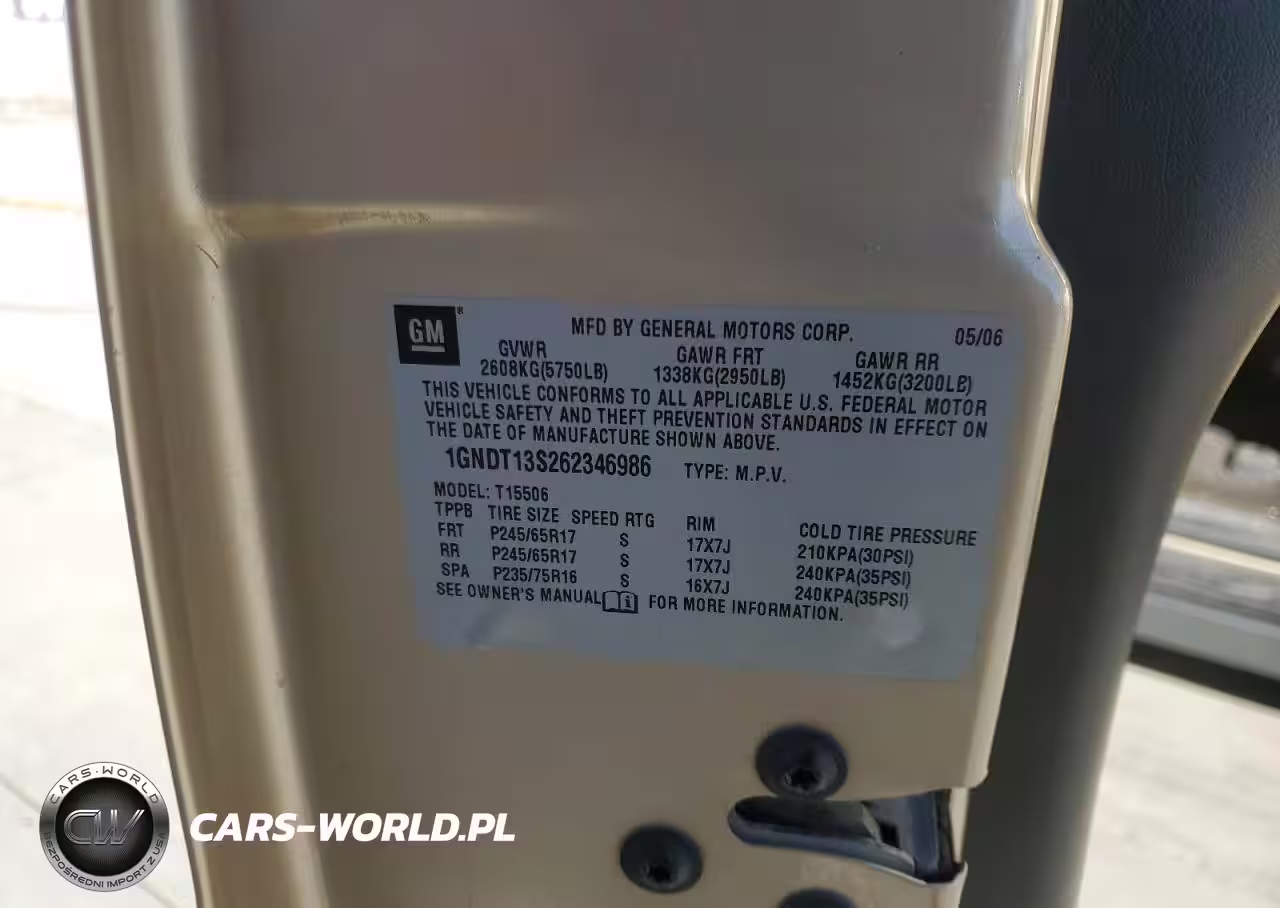 GM®
MFD BY GENERAL MOTORS CORP. 05/06
GVWR GAWR FRT GAWR RR
2608KG(5750LB) 1338KG(2950LB) 1452KG(3200LB)
THIS VEHICLE CONFORMS TO ALL APPLICABLE U.S. FEDERAL MOTOR
VEHICLE SAFETY AND THEFT PREVENTION STANDARDS IN EFFECT ON
THE DATE OF MANUFACTURE SHOWN ABOVE.
1GNDT13S262346986 TYPE: M.P.V.
MODEL: T15506
TPPB TIRE SIZE SPEED RTG RIM COLD TIRE PRESSURE
FRT P245/65R17 S 17X7J 210KPA(30PSI)
RR P245/65R17 S 17X7J 240KPA(35PSI)
SPA P235/75R16 S 16X7J 240KPA(35PSI)
SEE OWNER'S MANUAL FOR MORE INFORMATION.
CARS-WORLD
CW
BEZPOŚREDNI IMPORT Z USA
CARS-WORLD.PL